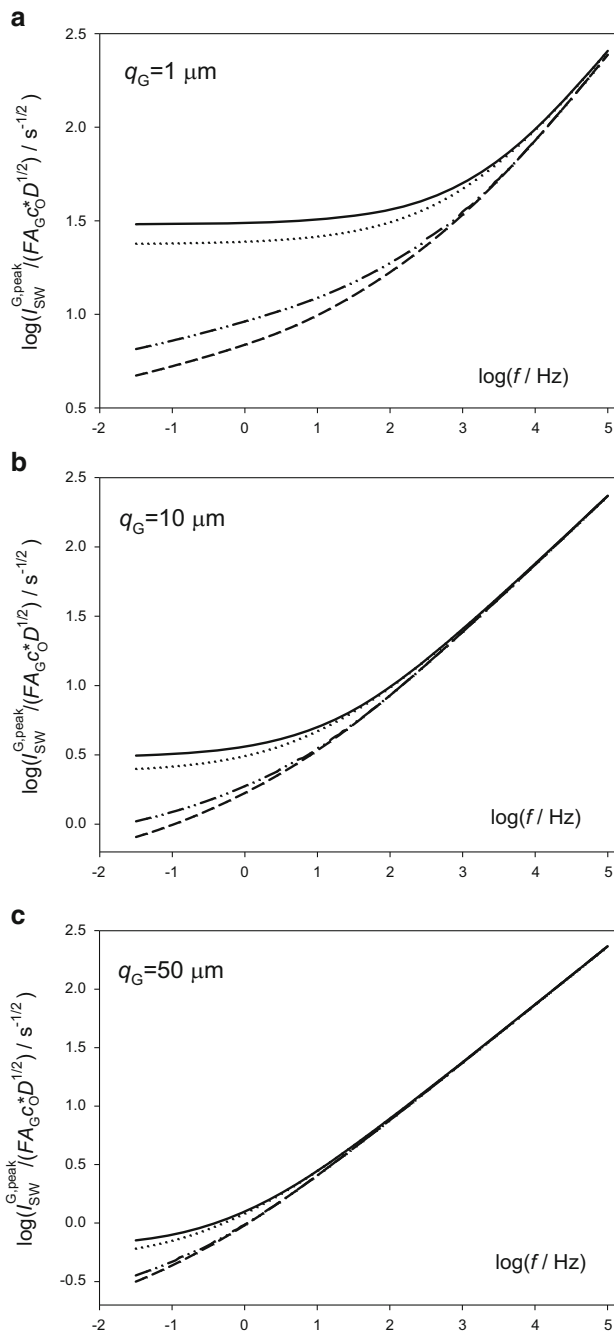 a
log(I_SW^G,peak/(FA_G c_O^* D^1/2) / s^-1/2)
q_G=1 μm
2.5
2.0
1.5
1.0
0.5
log(f / Hz)
-2 -1 0 1 2 3 4 5
b
log(I_SW^G,peak/(FA_G c_O^* D^1/2) / s^-1/2)
q_G=10 μm
2.5
2.0
1.5
1.0
0.5
0.0
log(f / Hz)
-2 -1 0 1 2 3 4 5
c
log(I_SW^G,peak/(FA_G c_O^* D^1/2) / s^-1/2)
q_G=50 μm
2.5
2.0
1.5
1.0
0.5
0.0
-0.5
log(f / Hz)
-2 -1 0 1 2 3 4 5